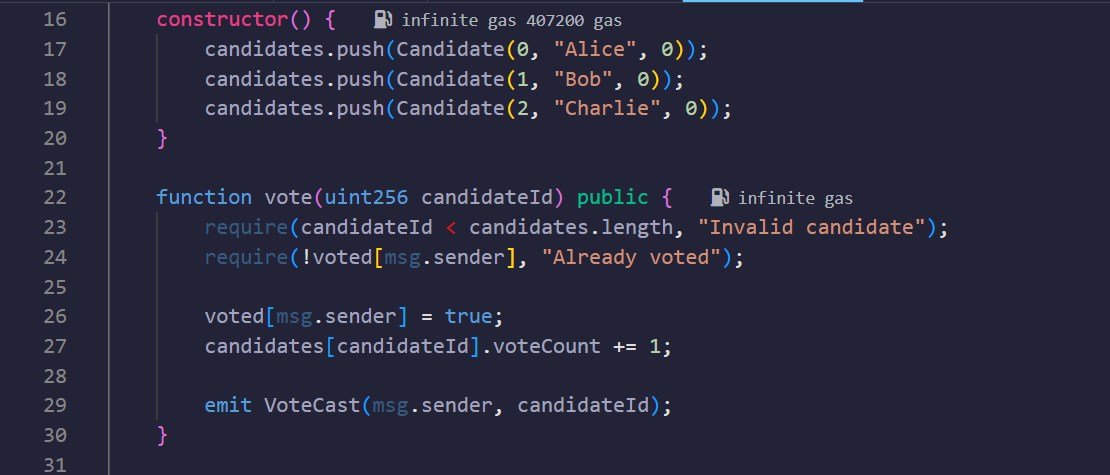 16 constructor() { infinite gas 407200 gas
17 candidates.push(Candidate(0, "Alice", 0));
18 candidates.push(Candidate(1, "Bob", 0));
19 candidates.push(Candidate(2, "Charlie", 0));
20 }
21
22 function vote(uint256 candidateId) public { infinite gas
23 require(candidateId < candidates.length, "Invalid candidate");
24 require(!voted[msg.sender], "Already voted");
25
26 voted[msg.sender] = true;
27 candidates[candidateId].voteCount += 1;
28
29 emit VoteCast(msg.sender, candidateId);
30 }
31